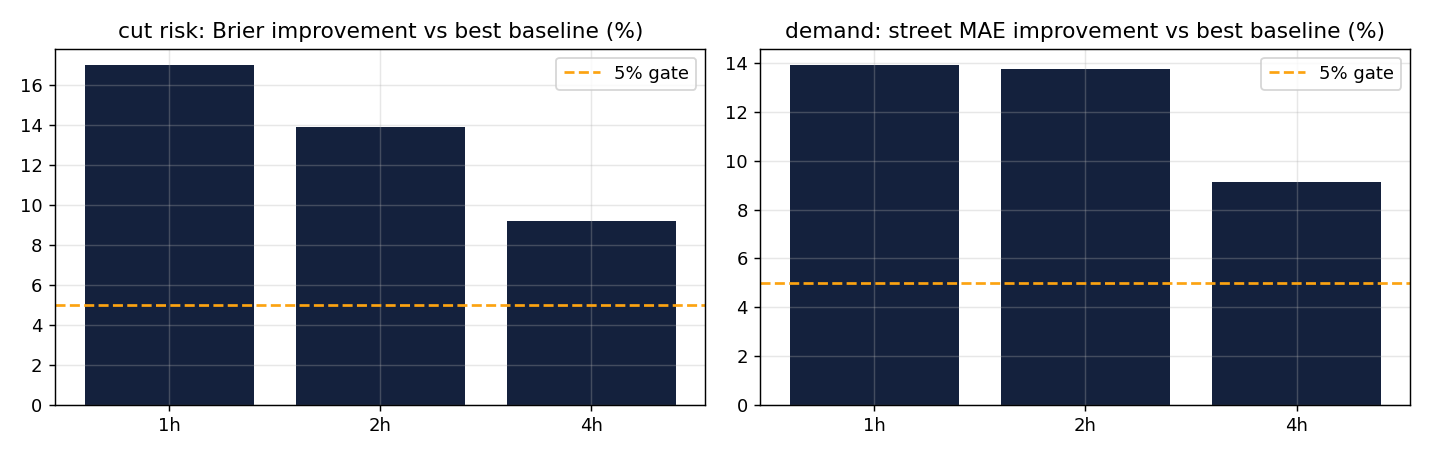 cut risk: Brier improvement vs best baseline (%)
5% gate
16
14
12
10
8
6
4
2
0
1h 2h 4h
demand: street MAE improvement vs best baseline (%)
5% gate
14
12
10
8
6
4
2
0
1h 2h 4h